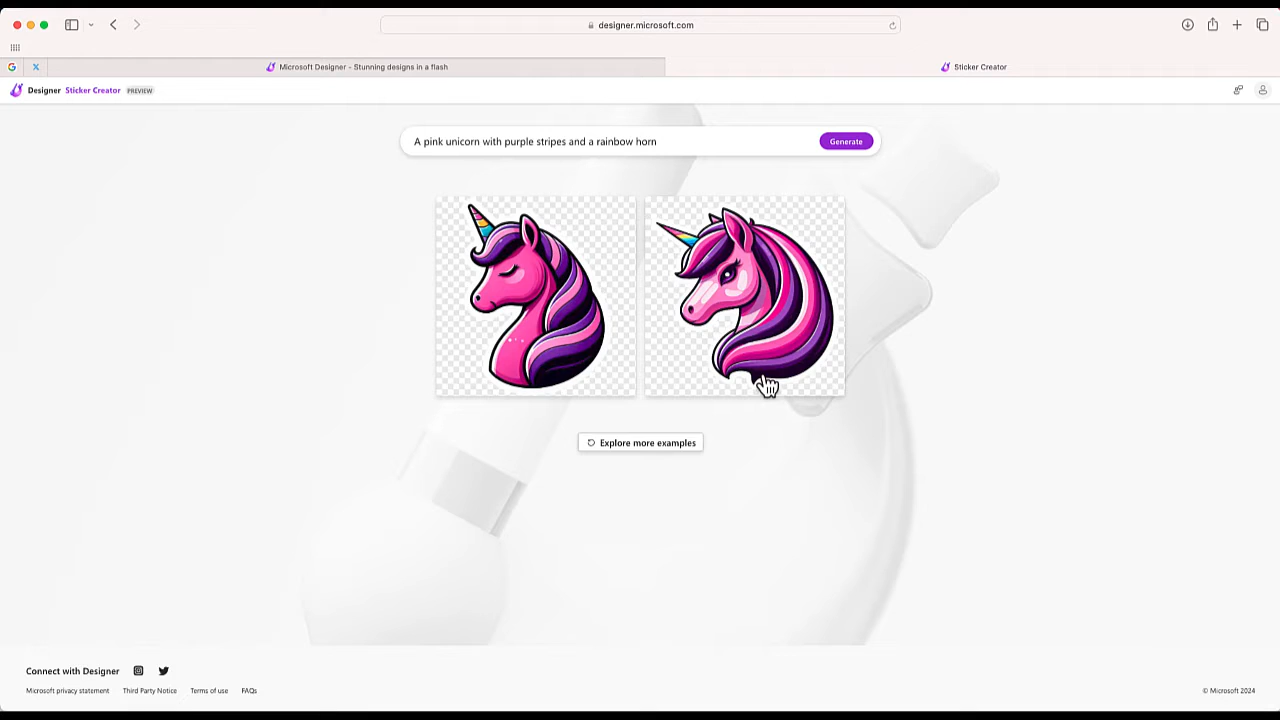 designer.microsoft.com
Microsoft Designer - Stunning designs in a flash
Sticker Creator
Designer Sticker Creator PREVIEW
A pink unicorn with purple stripes and a rainbow horn
Generate
Explore more examples
Connect with Designer
Microsoft privacy statement Third Party Notice Terms of use FAQs
© Microsoft 2024